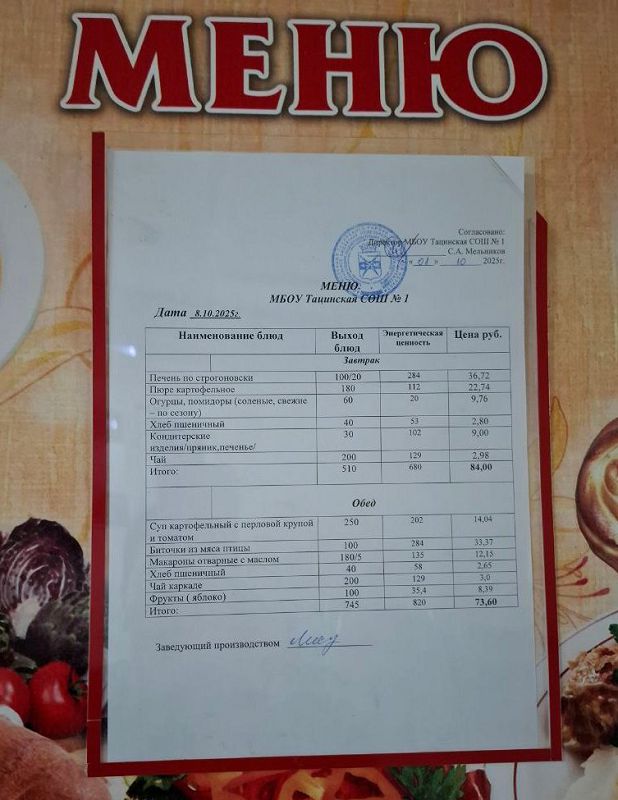 МЕНЮ
Согласовано:
Директор МБОУ Тацинская СОШ № 1
С.А. Мельников
« 01 » 10 2025г.
МЕНЮ.
МБОУ Тацинская СОШ № 1
Дата 8.10.2025г.
Наименование блюд Выход блюд Энергетическая ценность Цена руб.
Завтрак
Печень по строгоновски 100/20 284 36,72
Пюре картофельное 180 112 22,74
Огурцы, помидоры (соленые, свежие 60 20 9,76
– по сезону)
Хлеб пшеничный 40 53 2,80
Кондитерские 30 102 9,00
изделия/пряник,печенье/
Чай 200 129 2,98
Итого: 510 680 84,00
Обед
Суп картофельный с перловой крупой 250 202 14,04
и томатом
Биточки из мяса птицы 100 284 33,37
Макароны отварные с маслом 180/5 135 12,15
Хлеб пшеничный 40 58 2,65
Чай каркаде 200 129 3,0
Фрукты ( яблоко) 100 35,4 8,39
Итого: 745 820 73,60
Заведующий производством